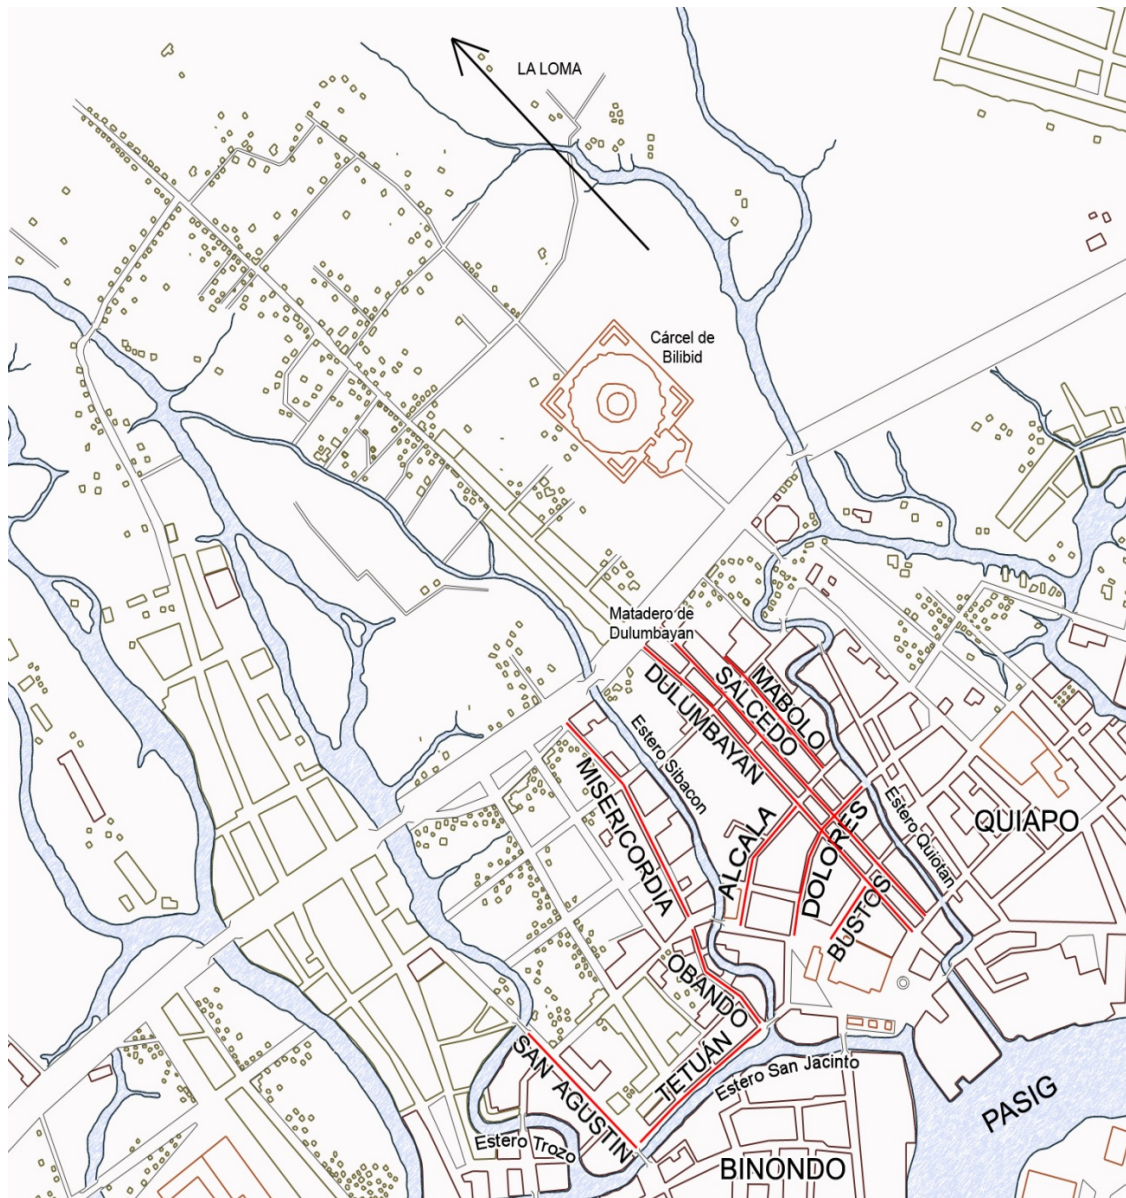 LA LOMA
Cárcel de
Bilibid
Matadero de
Dulumbayan
MABOLO
SALCEDO
DULUMBAYAN
Estero Sibacon
MISERICORDIA
ALCALA
DOLORES
Estero Quiotan
QUIAPO
BUSTOS
OBANDO
TETUÁN
SAN AGUSTIN
Estero San Jacinto
Estero Trozo
PASIG
BINONDO